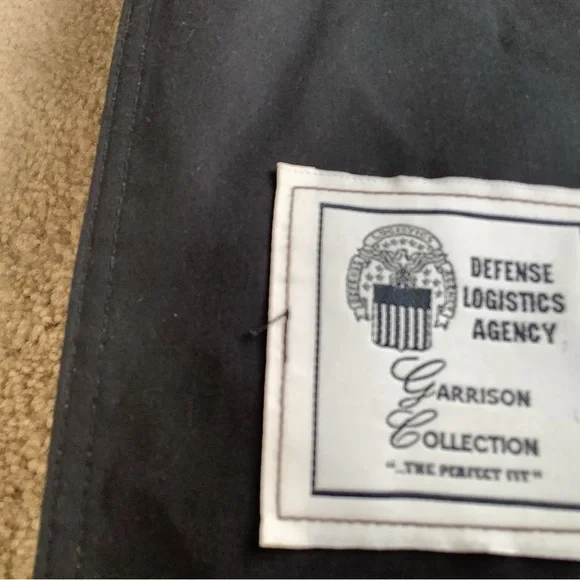 DEFENSE
LOGISTICS
AGENCY
GARRISON
COLLECTION
"...THE PERFECT FIT"